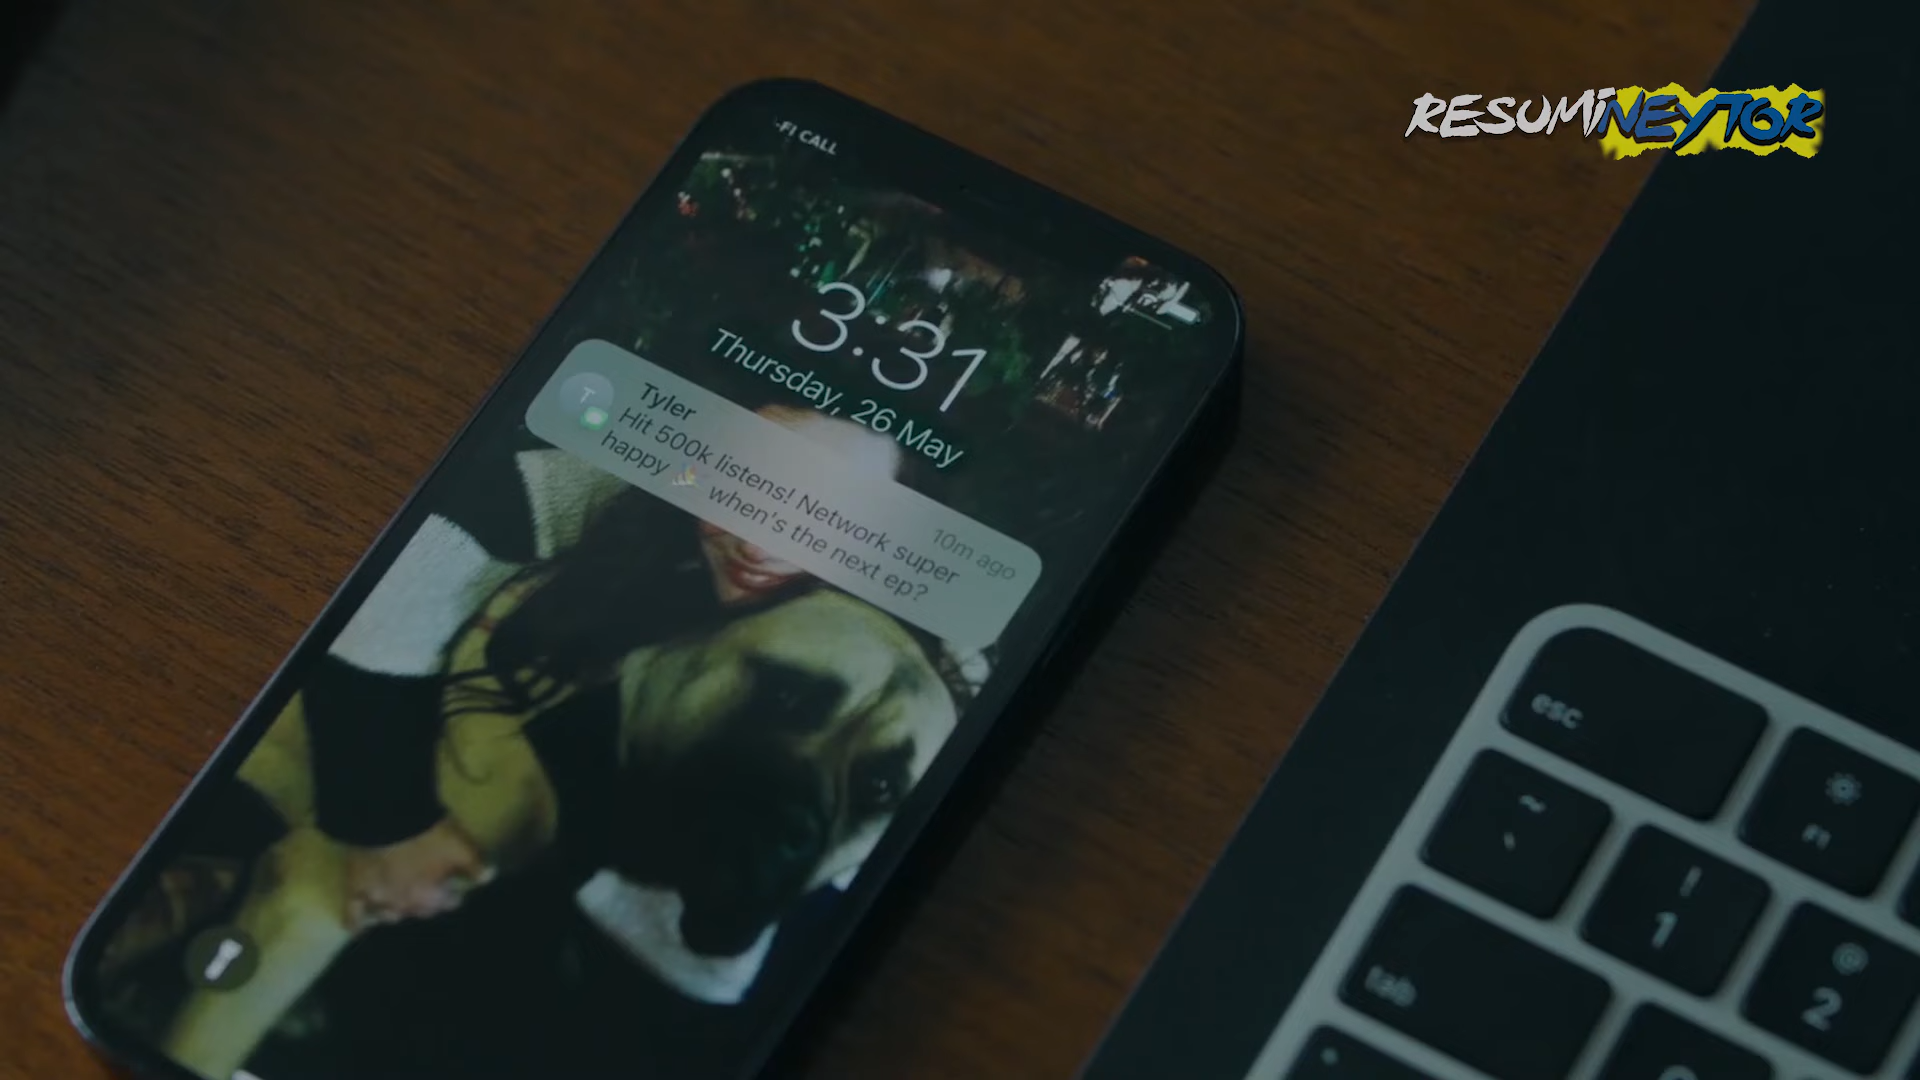 RESUMiNEYTOR
-FI CALL
3:31
Thursday, 26 May
T
Tyler
10m ago
Hit 500k listens! Network super
happy 🎉 when's the next ep?
esc
~
`
F1
!
1
@
2
tab